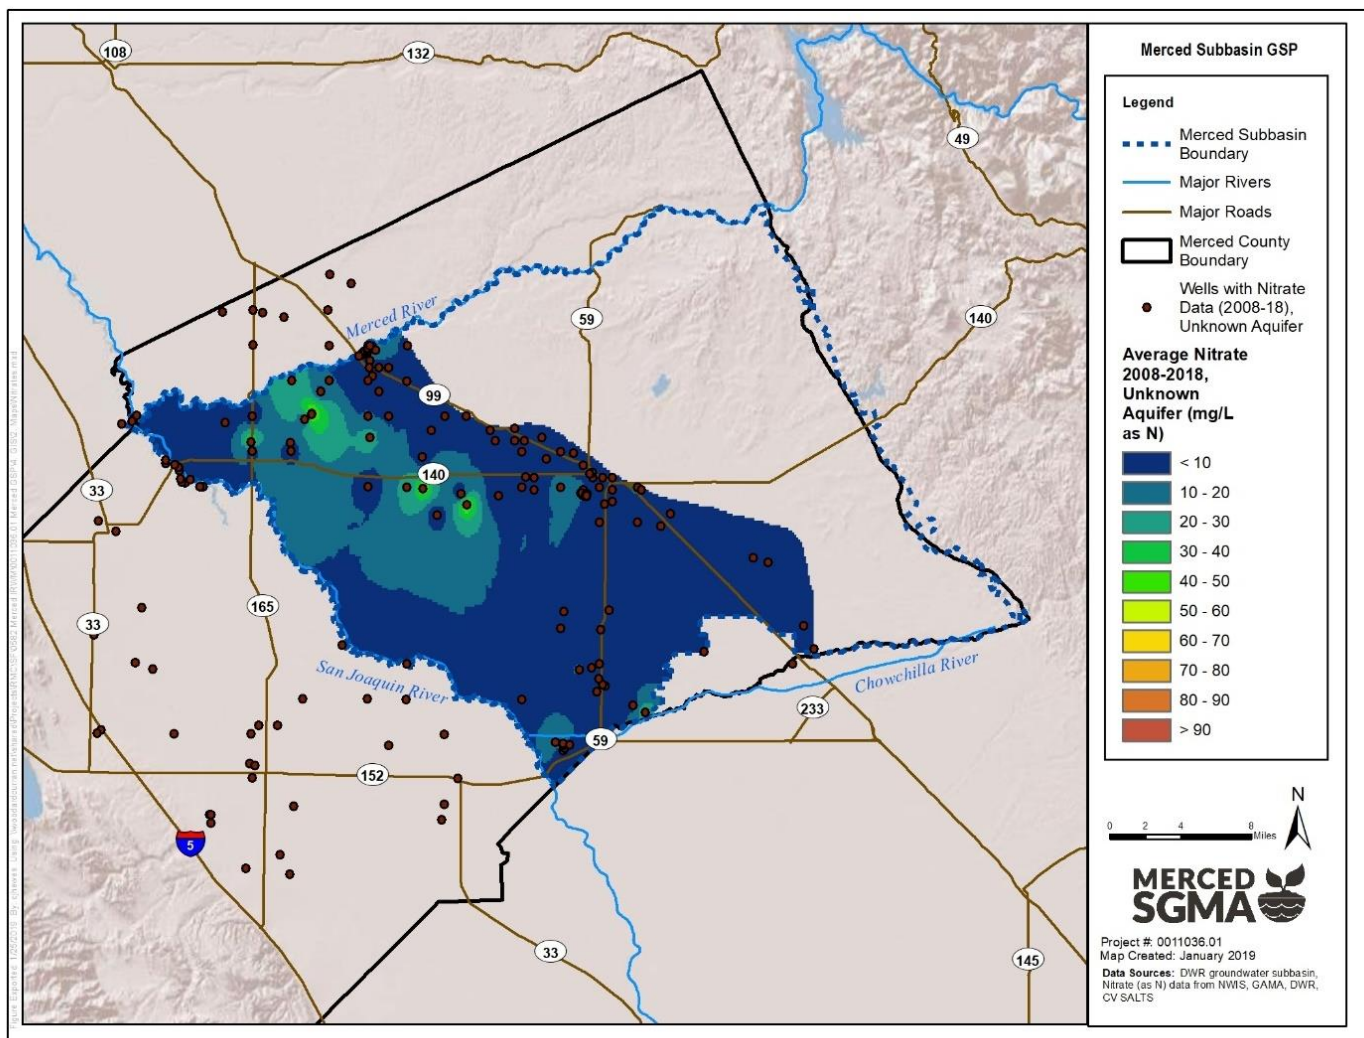 108
132
49
Merced River
59
140
99
140
33
33
165
San Joaquin River
Chowchilla River
233
59
152
5
33
145
Merced Subbasin GSP
Legend
Merced Subbasin
Boundary
Major Rivers
Major Roads
Merced County
Boundary
Wells with Nitrate
Data (2008-18),
Unknown Aquifer
Average Nitrate
2008-2018,
Unknown
Aquifer (mg/L
as N)
< 10
10 - 20
20 - 30
30 - 40
40 - 50
50 - 60
60 - 70
70 - 80
80 - 90
> 90
N
0 2 4 8
Miles
MERCED
SGMA
Project #: 0011036.01
Map Created: January 2019
Data Sources: DWR groundwater subbasin,
Nitrate (as N) data from NWIS, GAMA, DWR,
CV SALTS